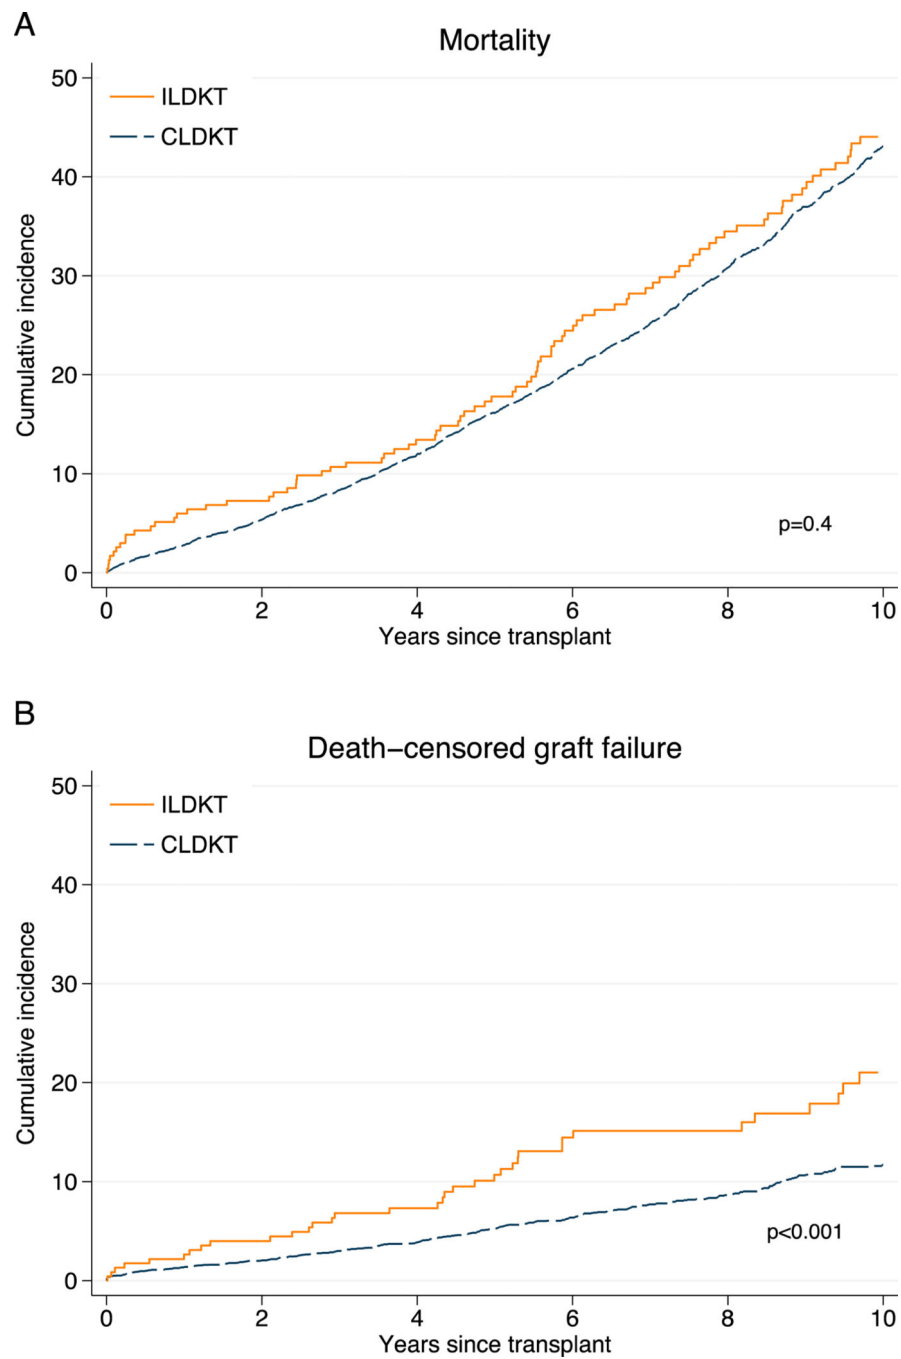 A
Mortality
ILDKT
CLDKT
50
40
30
20
10
0
Cumulative incidence
p=0.4
0 2 4 6 8 10
Years since transplant
B
Death−censored graft failure
ILDKT
CLDKT
50
40
30
20
10
0
Cumulative incidence
p<0.001
0 2 4 6 8 10
Years since transplant